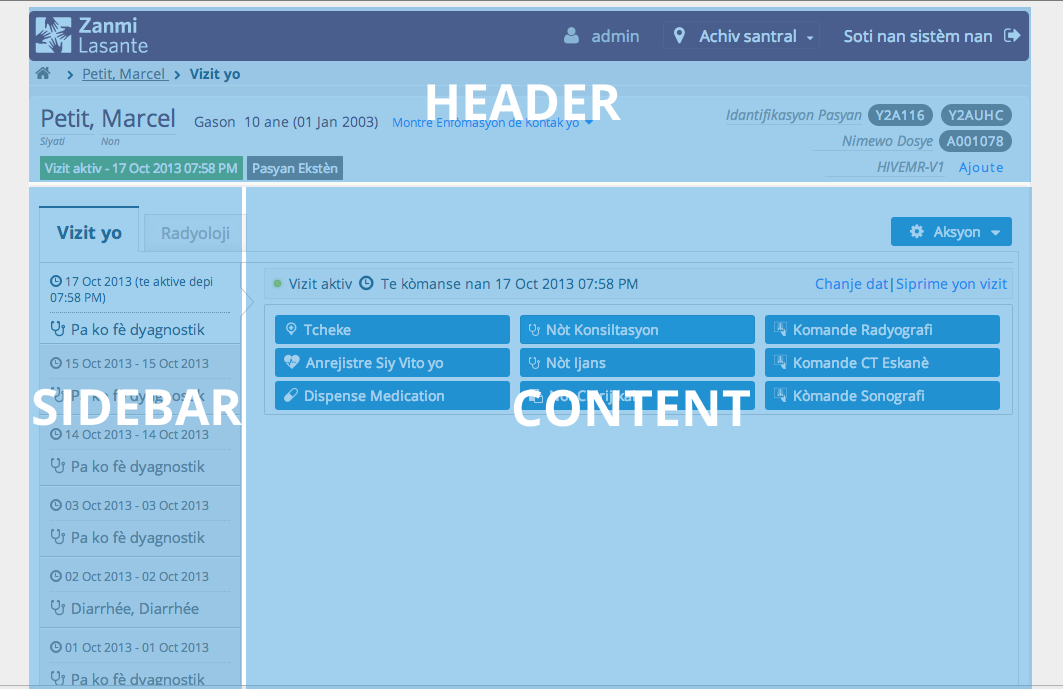 Zanmi
Lasante
admin
Achiv santral
Soti nan sistèm nan
Petit, Marcel
Vizit yo
HEADER
Petit, Marcel
Siyati Non
Gason 10 ane (01 Jan 2003) Montre Enfòmasyon de Kontak yo
Idantifikasyon Pasyan Y2A116 Y2AUHC
Nimewo Dosye A001078
HIVEMR-V1 Ajoute
Vizit aktiv - 17 Oct 2013 07:58 PM Pasyan Ekstèn
Vizit yo Radyoloji
Aksyon
17 Oct 2013 (te aktive depi
07:58 PM)
Pa ko fè dyagnostik
15 Oct 2013 - 15 Oct 2013
SIDEBAR
14 Oct 2013 - 14 Oct 2013
Pa ko fè dyagnostik
03 Oct 2013 - 03 Oct 2013
Pa ko fè dyagnostik
02 Oct 2013 - 02 Oct 2013
Diarrhée, Diarrhée
01 Oct 2013 - 01 Oct 2013
Pa ko fè dyagnostik
Vizit aktiv Te kòmanse nan 17 Oct 2013 07:58 PM
Chanje dat|Siprime yon vizit
Tcheke
Nòt Konsiltasyon
Komande Radyografi
Anrejistre Siy Vito yo
Nòt Ijans
Komande CT Eskanè
Dispense Medication
Kòmande Sonografi
CONTENT